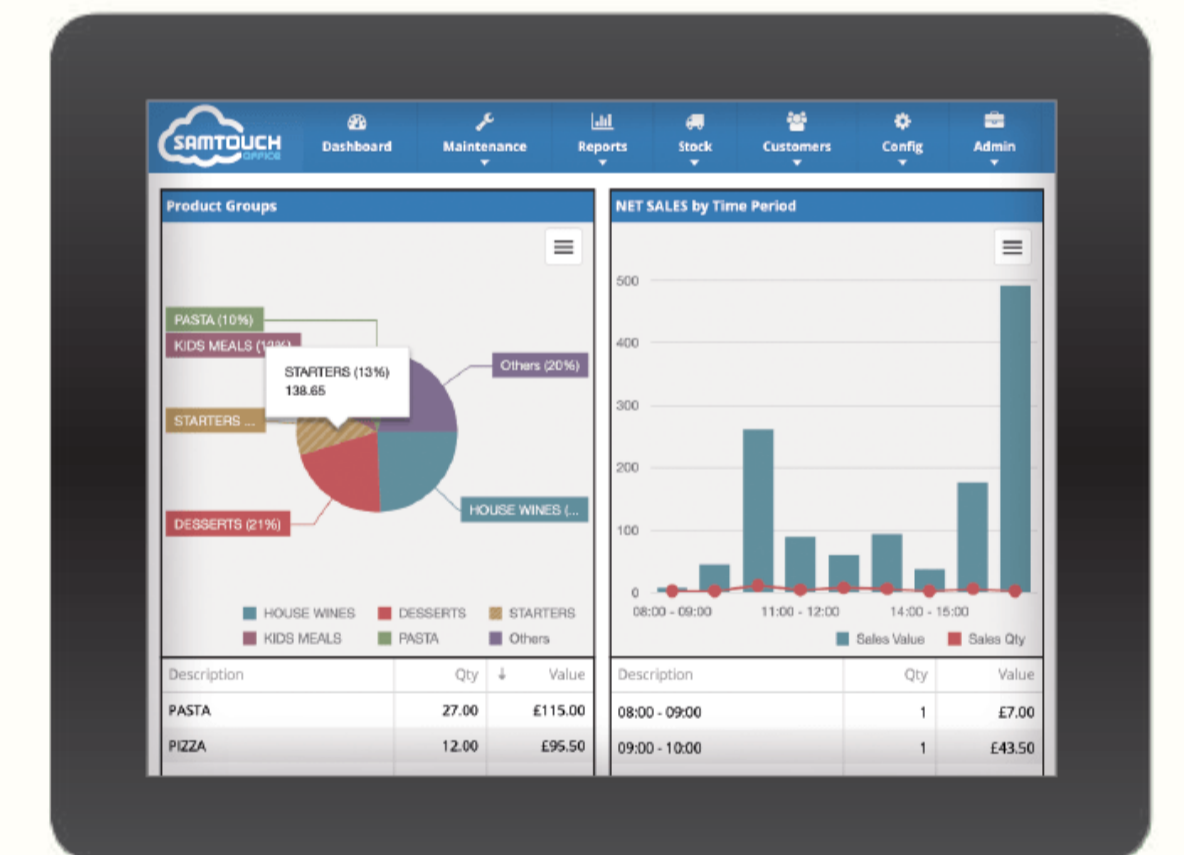 SAMTOUCH
OFFICE
Dashboard
Maintenance
Reports
Stock
Customers
Config
Admin
Product Groups
PASTA (10%)
KIDS MEALS
STARTERS (13%)
138.65
Others (20%)
STARTERS ...
HOUSE WINES (...
DESSERTS (21%)
HOUSE WINES
DESSERTS
STARTERS
KIDS MEALS
PASTA
Others
Description Qty ↓ Value
PASTA 27.00 £115.00
PIZZA 12.00 £95.50
NET SALES by Time Period
500
400
300
200
100
0
08:00 - 09:00
11:00 - 12:00
14:00 - 15:00
Sales Value
Sales Qty
Description Qty Value
08:00 - 09:00 1 £7.00
09:00 - 10:00 1 £43.50